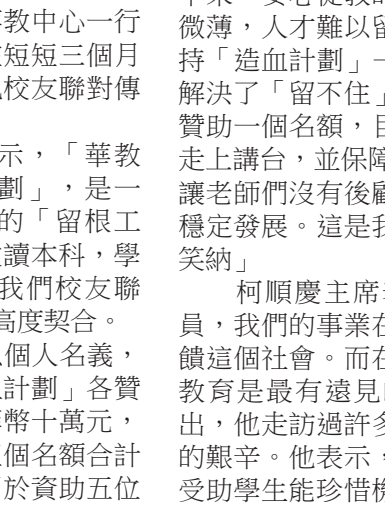 教中心一行
短短三個月
校友聯對傳
示，「華教
劃」，是一
的「留根工
讀本科，學
我們校友聯
高度契合。
個人名義，
計劃」各贊
幣十萬元，
個名額合計
於資助五位
微薄，人才難以留
持「造血計劃」一
解決了「留不住」
贊助一個名額，目
走上講台，並保障
讓老師們沒有後顧
穩定發展。這是我
笑納」
柯順慶主席
員，我們的事業在
饋這個社會。而在
教育是最有遠見
出，他走訪過許多
的艱辛。他表示，
受助學生能珍惜機